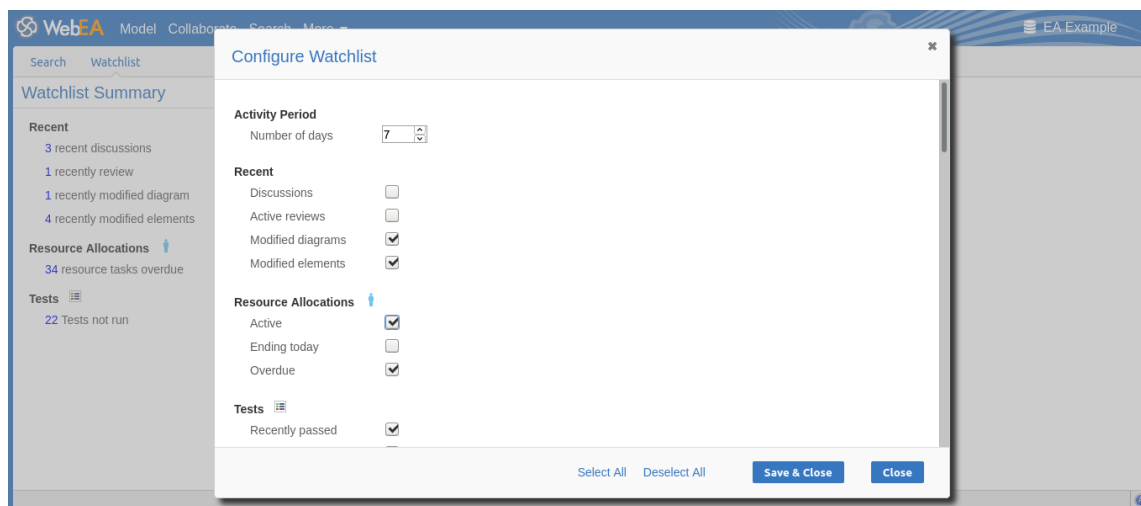 WebEA Model Collaborate Search More EA Example
Search Watchlist
Watchlist Summary
Recent
3 recent discussions
1 recently review
1 recently modified diagram
4 recently modified elements
Resource Allocations
34 resource tasks overdue
Tests
22 Tests not run
Configure Watchlist
Activity Period
Number of days 7
Recent
Discussions
Active reviews
Modified diagrams
Modified elements
Resource Allocations
Active
Ending today
Overdue
Tests
Recently passed
Select All Deselect All Save & Close Close